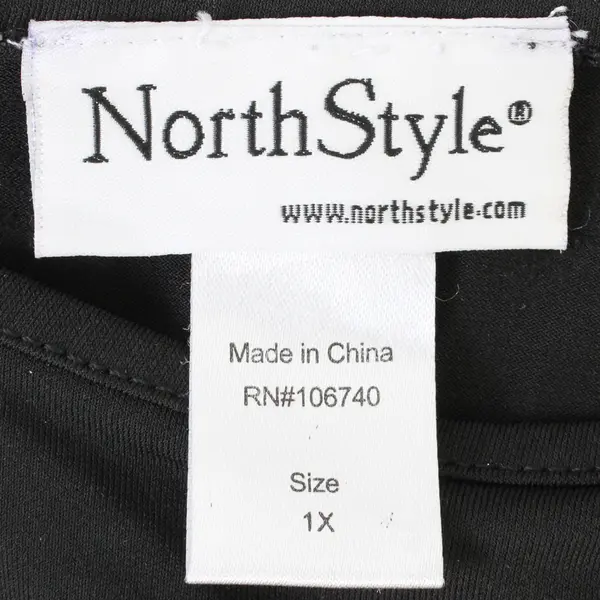 NorthStyle®
www.northstyle.com
Made in China
RN#106740
Size
1X